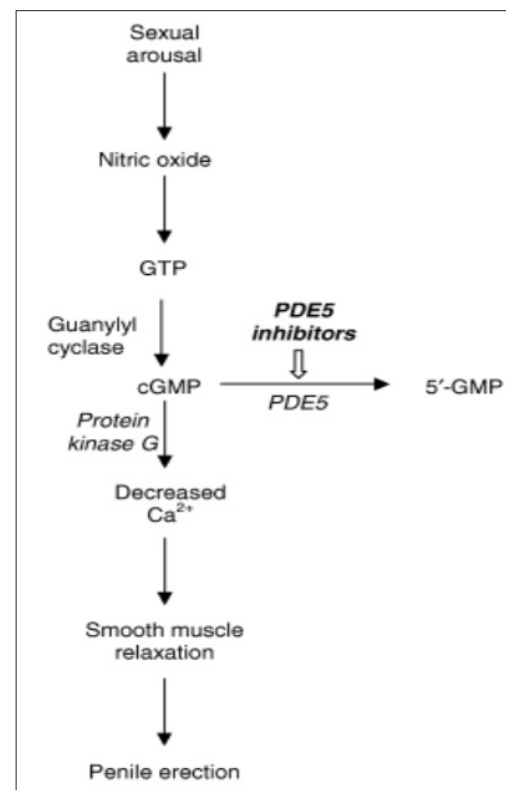 Sexual
arousal
Nitric oxide
GTP
Guanylyl
cyclase
PDE5
inhibitors
cGMP
PDE5
5′-GMP
Protein
kinase G
Decreased
Ca²⁺
Smooth muscle
relaxation
Penile erection